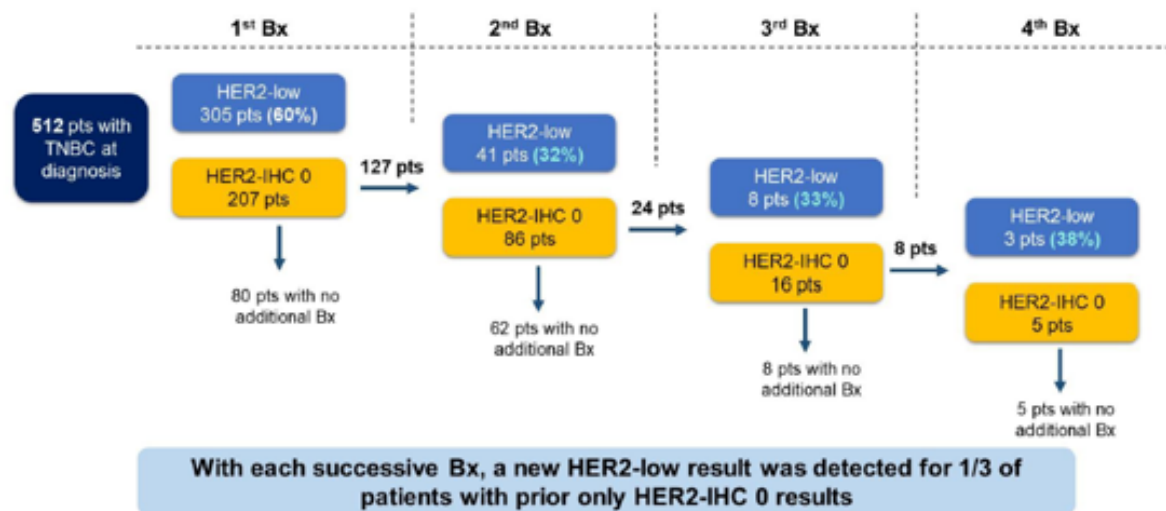 1st Bx
2nd Bx
3rd Bx
4th Bx
512 pts with
TNBC at
diagnosis
HER2-low
305 pts (60%)
HER2-IHC 0
207 pts
80 pts with no
additional Bx
127 pts
HER2-low
41 pts (32%)
HER2-IHC 0
86 pts
62 pts with no
additional Bx
24 pts
HER2-low
8 pts (33%)
HER2-IHC 0
16 pts
8 pts with no
additional Bx
8 pts
HER2-low
3 pts (38%)
HER2-IHC 0
5 pts
5 pts with no
additional Bx
With each successive Bx, a new HER2-low result was detected for 1/3 of
patients with prior only HER2-IHC 0 results